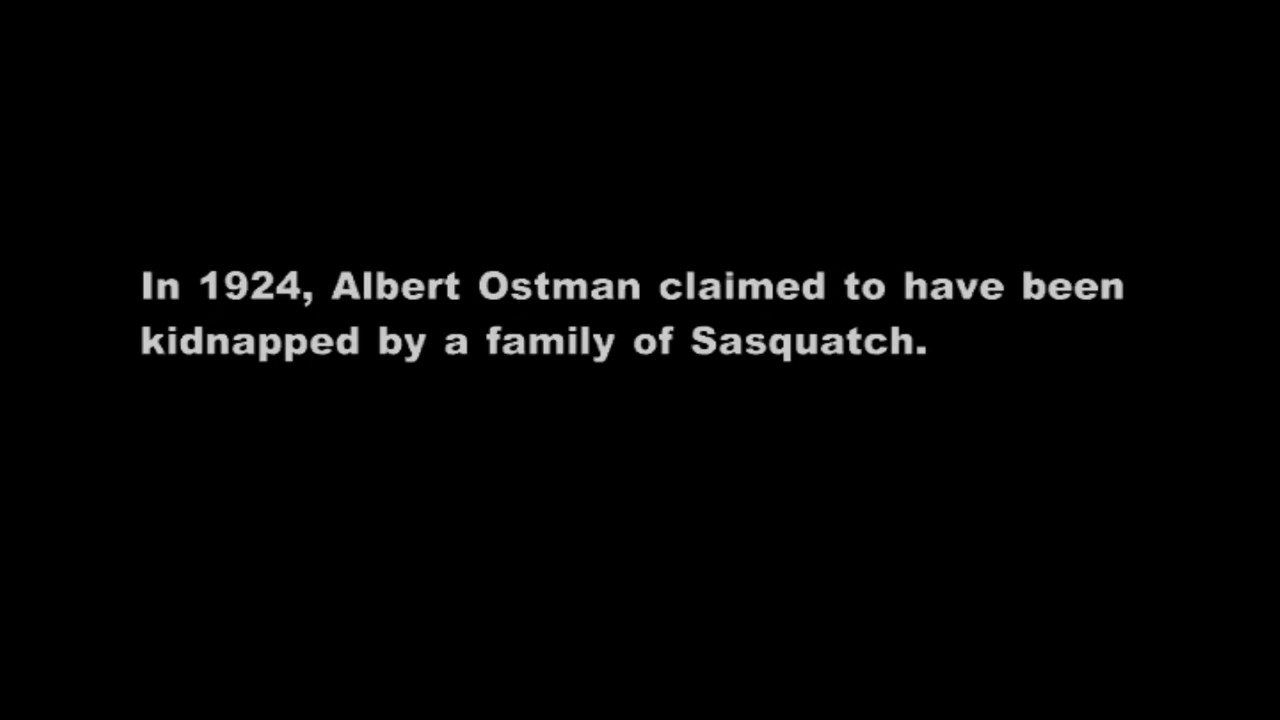 In 1924, Albert Ostman claimed to have been
kidnapped by a family of Sasquatch.